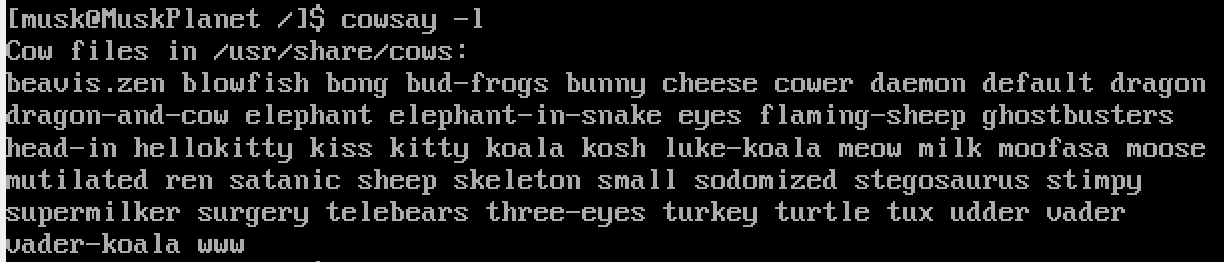 [musk@MuskPlanet /]$ cowsay -l
Cow files in /usr/share/cows:
beavis.zen blowfish bong bud-frogs bunny cheese cower daemon default dragon
dragon-and-cow elephant elephant-in-snake eyes flaming-sheep ghostbusters
head-in hellokitty kiss kitty koala kosh luke-koala meow milk moofasa moose
mutilated ren satanic sheep skeleton small sodomized stegosaurus stimpy
supermilker surgery telebears three-eyes turkey turtle tux udder vader
vader-koala www